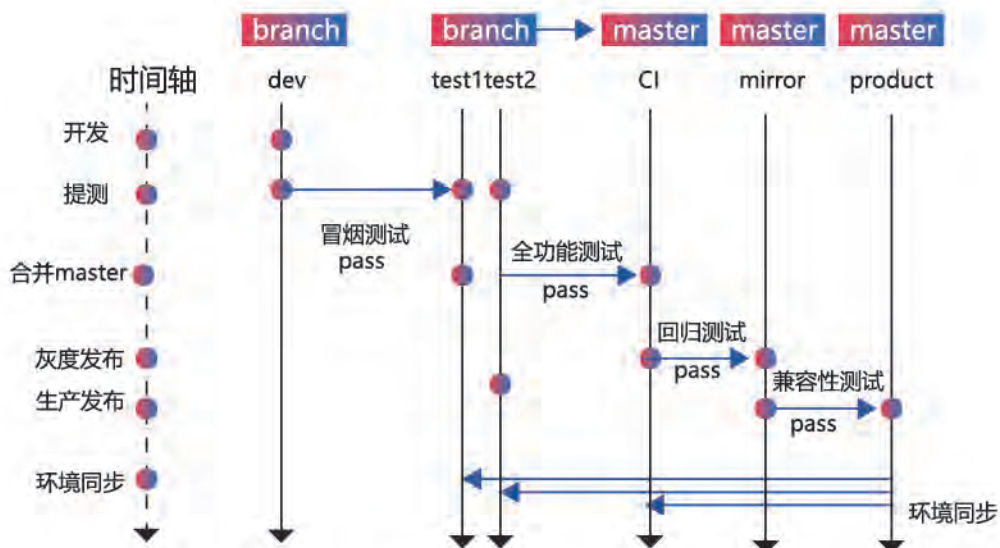 branch branch master master master
时间轴 dev test1test2 CI mirror product
开发
提测
冒烟测试
pass
全功能测试
合并master
pass
回归测试
灰度发布
pass
兼容性测试
生产发布
pass
环境同步
环境同步